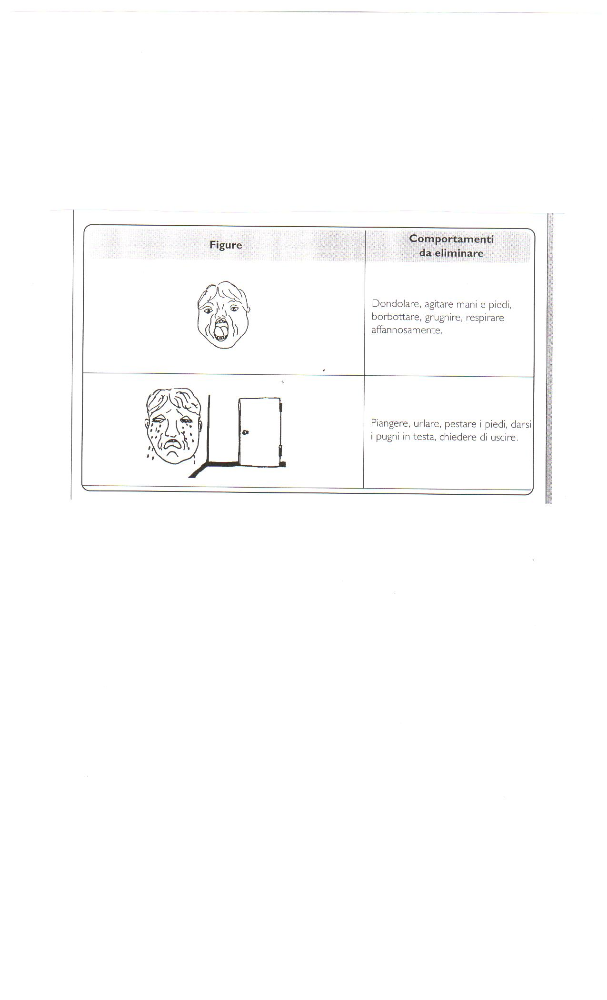 Figure
Comportamenti
da eliminare
Dondolare, agitare mani e piedi,
borbottare, grugnire, respirare
affannosamente.
Piangere, urlare, pestare i piedi, darsi
i pugni in testa, chiedere di uscire.